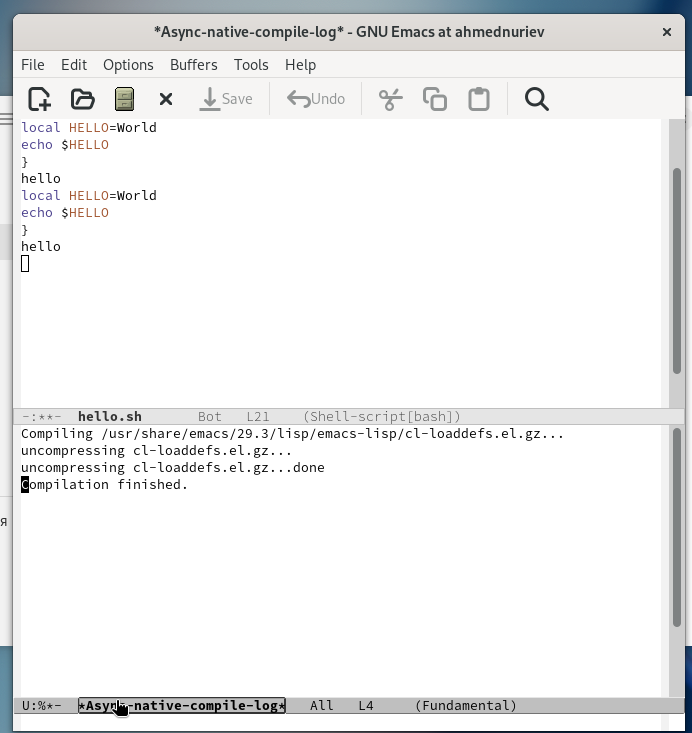 *Async-native-compile-log* - GNU Emacs at ahmednuriev
File Edit Options Buffers Tools Help
Save Undo
local HELLO=World
echo $HELLO
}
hello
local HELLO=World
echo $HELLO
}
hello
-:**- hello.sh Bot L21 (Shell-script[bash])
Compiling /usr/share/emacs/29.3/lisp/emacs-lisp/cl-loaddefs.el.gz...
uncompressing cl-loaddefs.el.gz...
uncompressing cl-loaddefs.el.gz...done
Compilation finished.
я
U:%*- *Async-native-compile-log* All L4 (Fundamental)